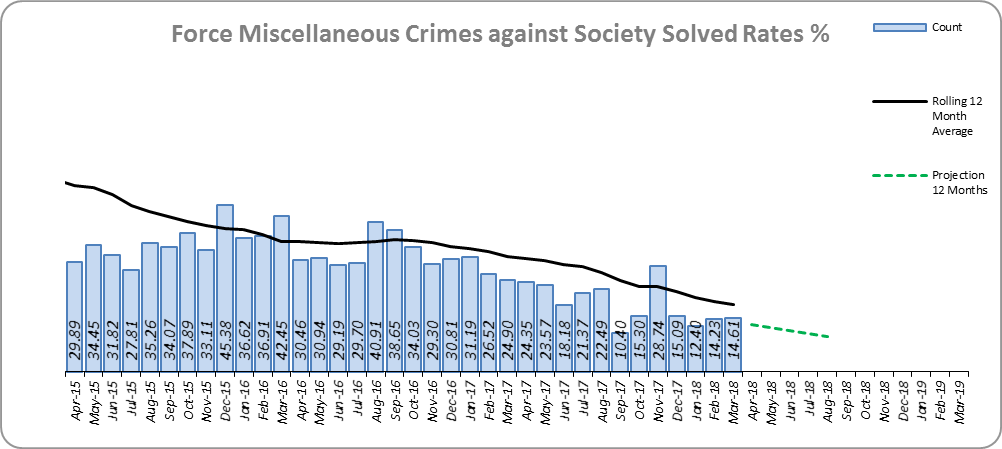 Force Miscellaneous Crimes against Society Solved Rates %
Count
Rolling 12
Month
Average
Projection
12 Months
29.89
34.45
31.82
27.81
35.26
34.07
37.89
33.11
45.38
36.62
36.91
42.45
30.46
30.94
29.19
29.70
40.91
38.65
34.03
29.30
30.81
31.19
26.52
24.90
24.35
23.57
18.18
21.37
22.49
10.40
15.30
28.74
15.09
12.40
14.23
14.61
Apr-15
May-15
Jun-15
Jul-15
Aug-15
Sep-15
Oct-15
Nov-15
Dec-15
Jan-16
Feb-16
Mar-16
Apr-16
May-16
Jun-16
Jul-16
Aug-16
Sep-16
Oct-16
Nov-16
Dec-16
Jan-17
Feb-17
Mar-17
Apr-17
May-17
Jun-17
Jul-17
Aug-17
Sep-17
Oct-17
Nov-17
Dec-17
Jan-18
Feb-18
Mar-18
Apr-18
May-18
Jun-18
Jul-18
Aug-18
Sep-18
Oct-18
Nov-18
Dec-18
Jan-19
Feb-19
Mar-19